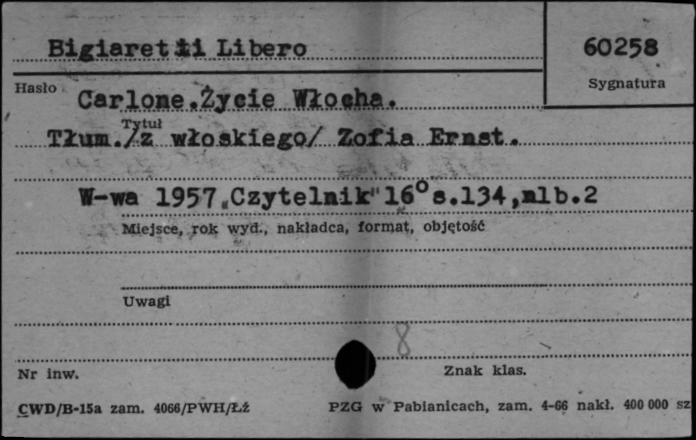 Bigiaretti Libero
60258
Sygnatura
Hasło
Carlone.Życie Włocha.
Tytuł
Tłum./z włoskiego/ Zofia Ernst.
W-wa 1957 „Czytelnik" 16° s.134,nlb.2
Miejsce, rok wyd., nakładca, format, objętość
Uwagi
8
Nr inw.
Znak klas.
CWD/B-15a zam. 4066/PWH/Łź
PZG w Pabianicach, zam. 4-66 nakł. 400 000 sz